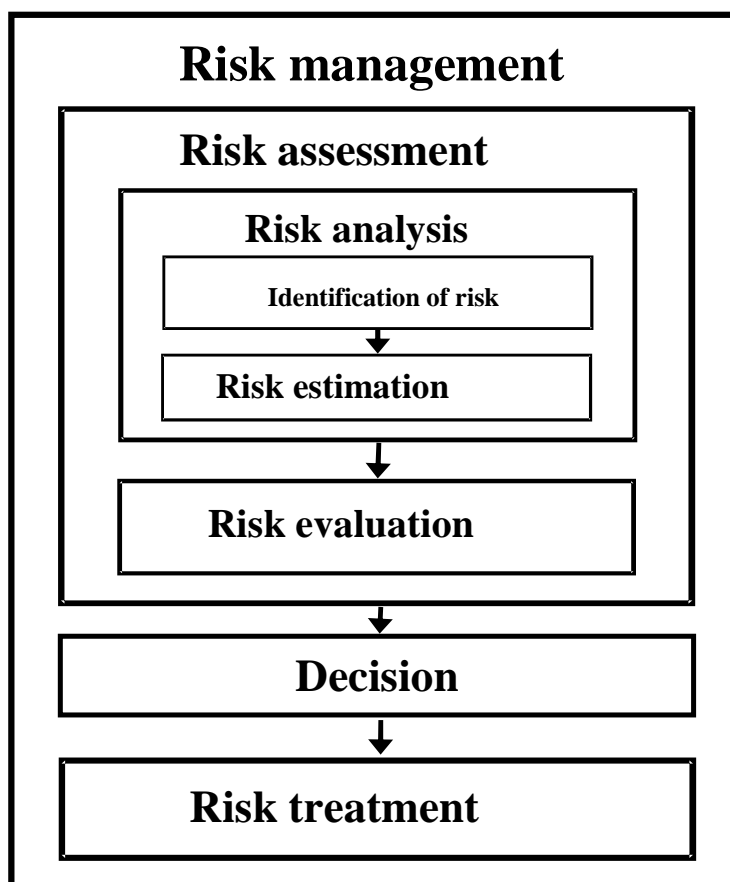 Risk management
Risk assessment
Risk analysis
Identification of risk
Risk estimation
Risk evaluation
Decision
Risk treatment